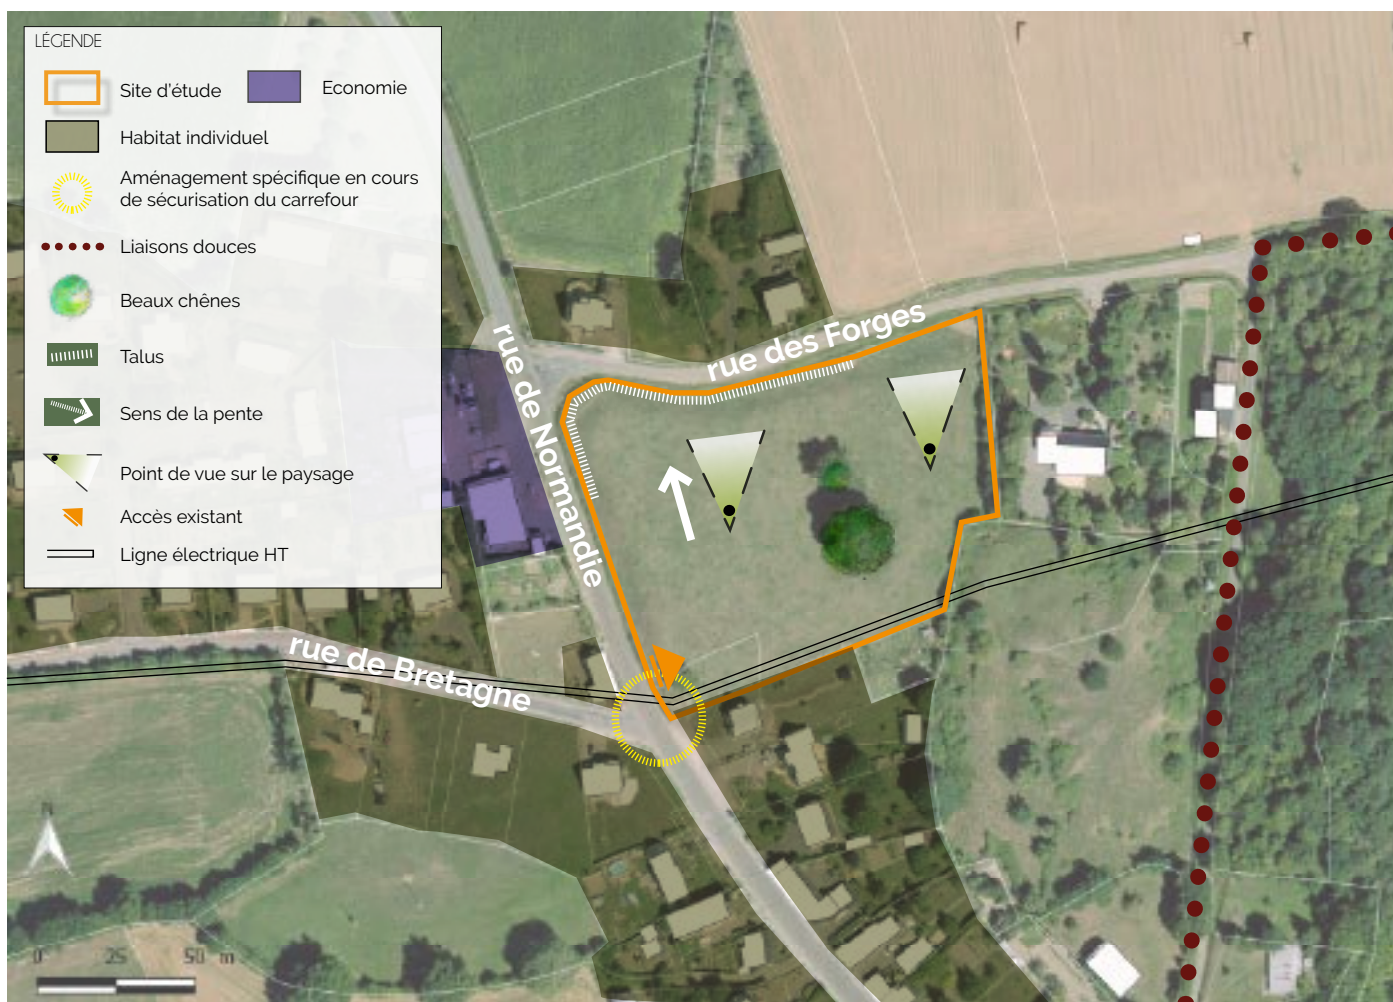 LÉGENDE
Site d'étude
Economie
Habitat individuel
Aménagement spécifique en cours
de sécurisation du carrefour
Liaisons douces
Beaux chênes
Talus
Sens de la pente
Point de vue sur le paysage
Accès existant
Ligne électrique HT
rue des Forges
rue de Normandie
rue de Bretagne
N
0 25 50 m